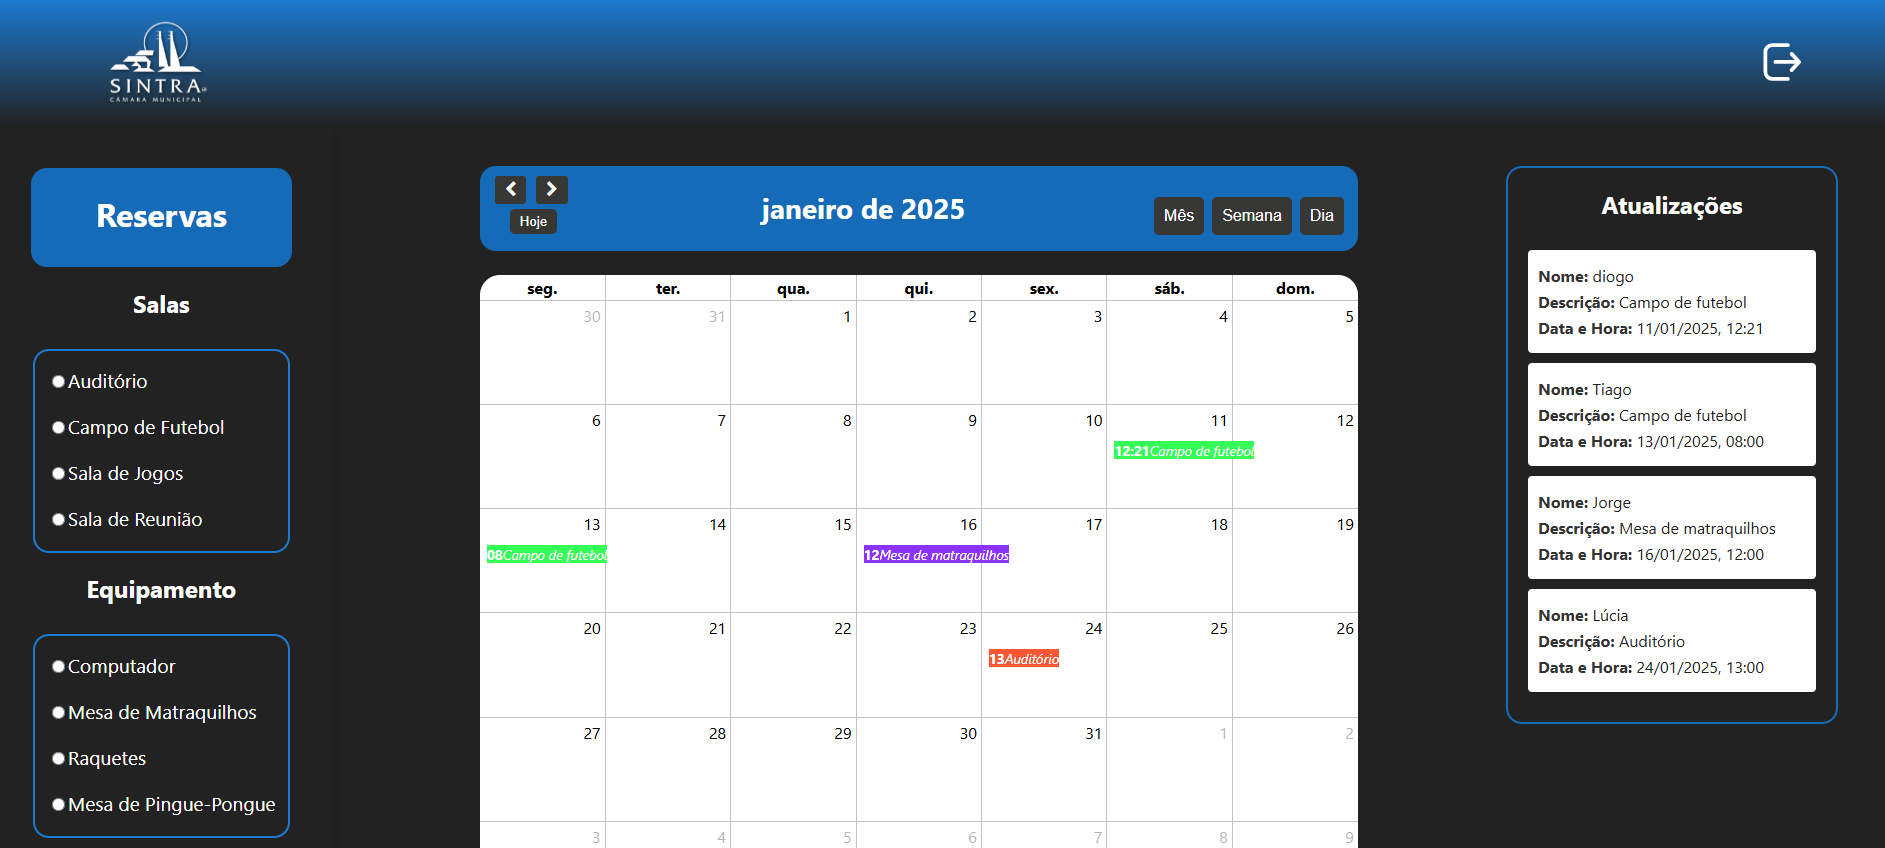 SINTRA
CÂMARA MUNICIPAL
Reservas
Salas
Auditório
Campo de Futebol
Sala de Jogos
Sala de Reunião
Equipamento
Computador
Mesa de Matraquilhos
Raquetes
Mesa de Pingue-Pongue
Hoje
janeiro de 2025
Mês Semana Dia
seg. ter. qua. qui. sex. sáb. dom.
30 31 1 2 3 4 5
6 7 8 9 10 11 12
12:21Campo de futebol
13 14 15 16 17 18 19
08Campo de futebol 12Mesa de matraquilhos
20 21 22 23 24 25 26
13Auditório
27 28 29 30 31 1 2
3 4 5 6 7 8 9
Atualizações
Nome: diogo
Descrição: Campo de futebol
Data e Hora: 11/01/2025, 12:21
Nome: Tiago
Descrição: Campo de futebol
Data e Hora: 13/01/2025, 08:00
Nome: Jorge
Descrição: Mesa de matraquilhos
Data e Hora: 16/01/2025, 12:00
Nome: Lúcia
Descrição: Auditório
Data e Hora: 24/01/2025, 13:00